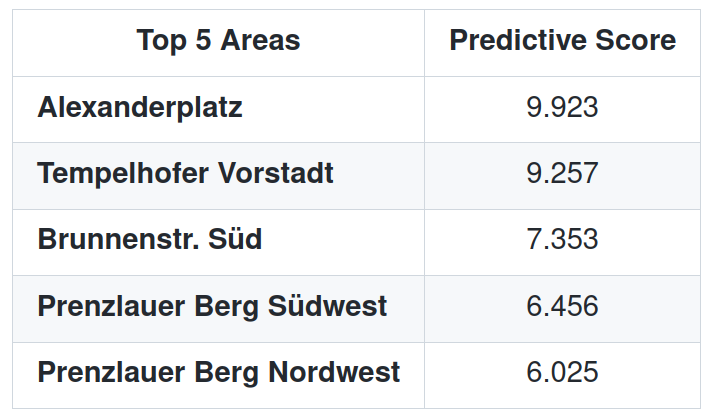 Top 5 Areas Predictive Score
Alexanderplatz 9.923
Tempelhofer Vorstadt 9.257
Brunnenstr. Süd 7.353
Prenzlauer Berg Südwest 6.456
Prenzlauer Berg Nordwest 6.025